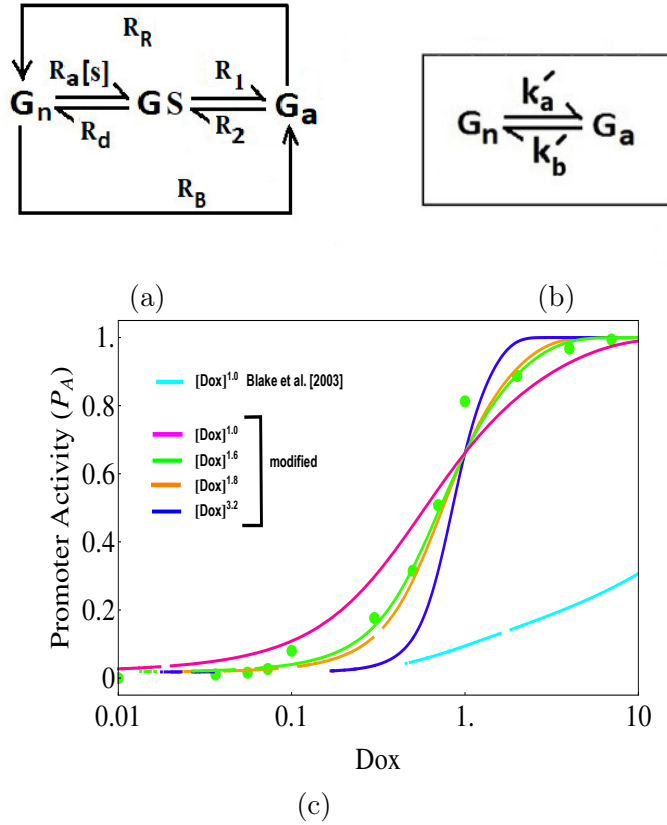 R_R
R_a[s] R_1
G_n GS G_a
R_d R_2
R_B
k_a′
G_n G_a
k_b′
(a) (b)
Promoter Activity (P_A)
1.
0.8
0.6
0.4
0.2
0
[Dox]^1.0 Blake et al. [2003]
[Dox]^1.0
[Dox]^1.6
[Dox]^1.8
[Dox]^3.2
modified
0.01 0.1 1. 10
Dox
(c)